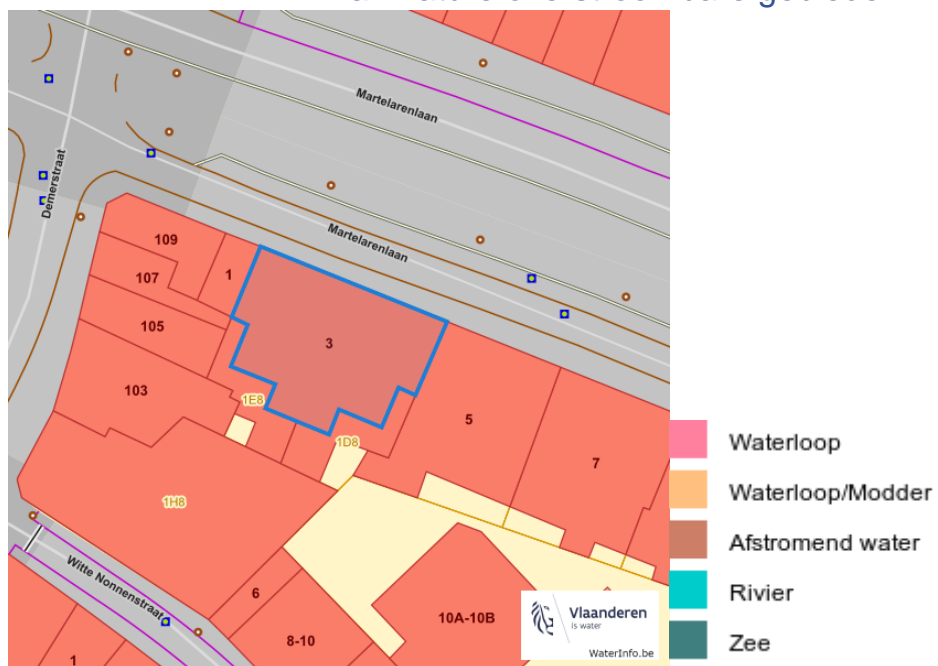 Martelarenlaan
Demerstraat
Martelarenlaan
109
1
107
3
105
103
1E8
5
1D8
7
1H8
Witte Nonnenstraat
6
8-10
10A-10B
1
Vlaanderen
is water
WaterInfo.be
Waterloop
Waterloop/Modder
Afstromend water
Rivier
Zee